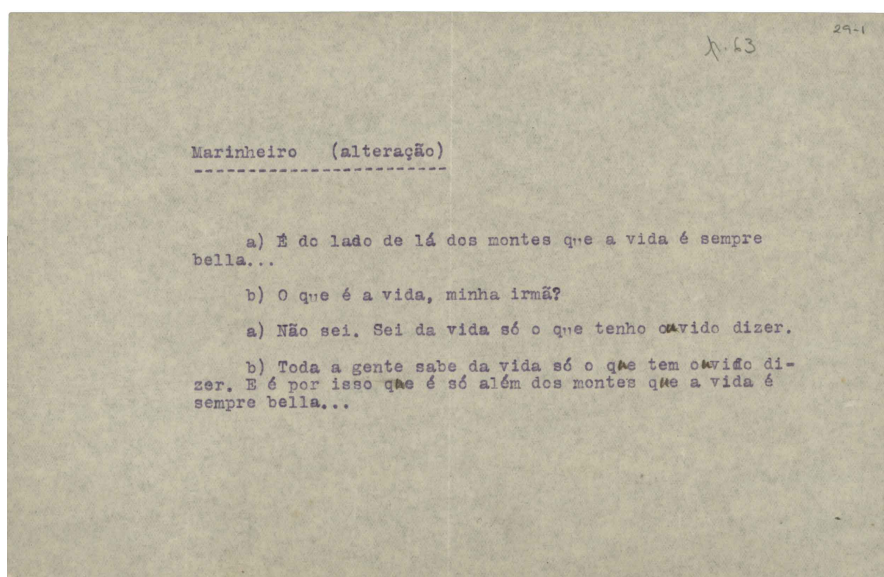 29-1
p. 63
Marinheiro (alteração)
a) É do lado de lá dos montes que a vida é sempre
bella...
b) O que é a vida, minha irmã?
a) Não sei. Sei da vida só o que tenho ouvido dizer.
b) Toda a gente sabe da vida só o que tem ouvido di-
zer. E é por isso que é só além dos montes que a vida é
sempre bella...